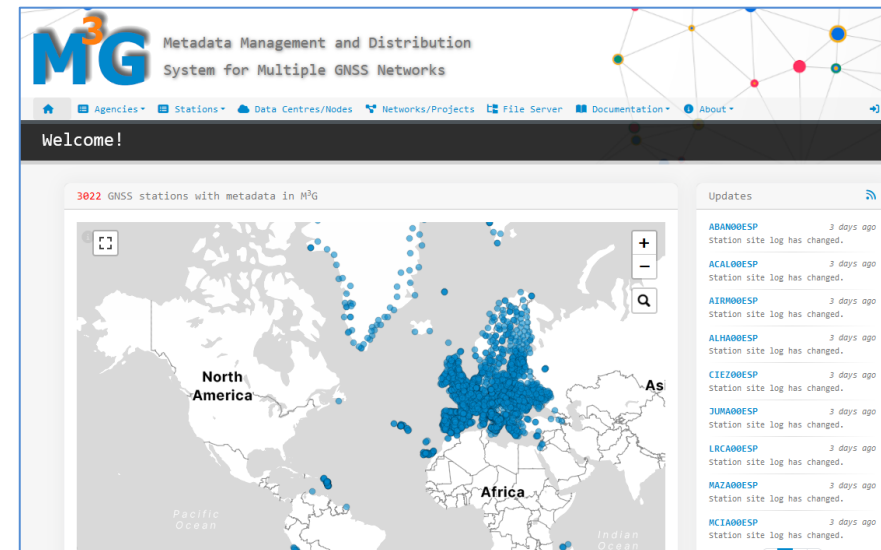 M3G
Metadata Management and Distribution
System for Multiple GNSS Networks
Agencies Stations Data Centres/Nodes Networks/Projects File Server Documentation About
Welcome!
3022 GNSS stations with metadata in M3G
+
−
North
America
As
Africa
Pacific
Ocean
Indian
Ocean
Updates
ABAN00ESP 3 days ago
Station site log has changed.
ACAL00ESP 3 days ago
Station site log has changed.
AIRM00ESP 3 days ago
Station site log has changed.
ALHA00ESP 3 days ago
Station site log has changed.
CIEZ00ESP 3 days ago
Station site log has changed.
JUMA00ESP 3 days ago
Station site log has changed.
LRCA00ESP 3 days ago
Station site log has changed.
MAZA00ESP 3 days ago
Station site log has changed.
MCIA00ESP 3 days ago
Station site log has changed.